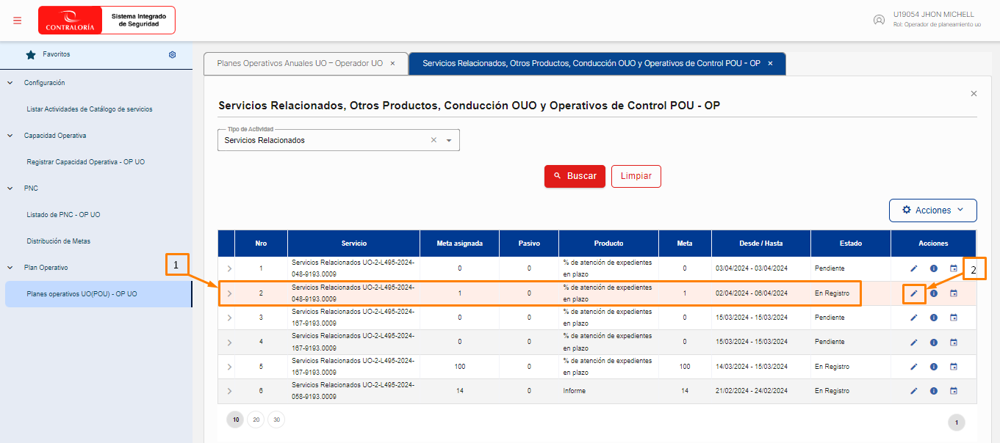 CONTRALORÍA
Sistema Integrado
de Seguridad
U19054 JHON MICHELL
Rol: Operador de planeamiento uo
Favoritos
Configuración
Listar Actividades de Catálogo de servicios
Capacidad Operativa
Registrar Capacidad Operativa - OP UO
PNC
Listado de PNC - OP UO
Distribución de Metas
Plan Operativo
Planes operativos UO(POU) - OP UO
1
Planes Operativos Anuales UO – Operador UO ×
Servicios Relacionados, Otros Productos, Conducción OUO y Operativos de Control POU - OP ×
Servicios Relacionados, Otros Productos, Conducción OUO y Operativos de Control POU - OP
Tipo de Actividad
Servicios Relacionados
Buscar
Limpiar
Acciones
Nro Servicio Meta asignada Pasivo Producto Meta Desde / Hasta Estado Acciones
1 Servicios Relacionados UO-2-L495-2024-048-9193.0009 0 0 % de atención de expedientes en plazo 0 03/04/2024 - 03/04/2024 Pendiente
2
2 Servicios Relacionados UO-2-L495-2024-048-9193.0009 1 0 % de atención de expedientes en plazo 1 02/04/2024 - 06/04/2024 En Registro
3 Servicios Relacionados UO-2-L495-2024-167-9193.0009 0 0 % de atención de expedientes en plazo 0 15/03/2024 - 15/03/2024 Pendiente
4 Servicios Relacionados UO-2-L495-2024-167-9193.0009 0 0 % de atención de expedientes en plazo 0 15/03/2024 - 15/03/2024 Pendiente
5 Servicios Relacionados UO-2-L495-2024-167-9193.0009 100 0 % de atención de expedientes en plazo 100 14/03/2024 - 15/03/2024 En Registro
6 Servicios Relacionados UO-2-L495-2024-058-9193.0009 14 0 Informe 14 21/02/2024 - 24/02/2024 En Registro
10 20 30
1